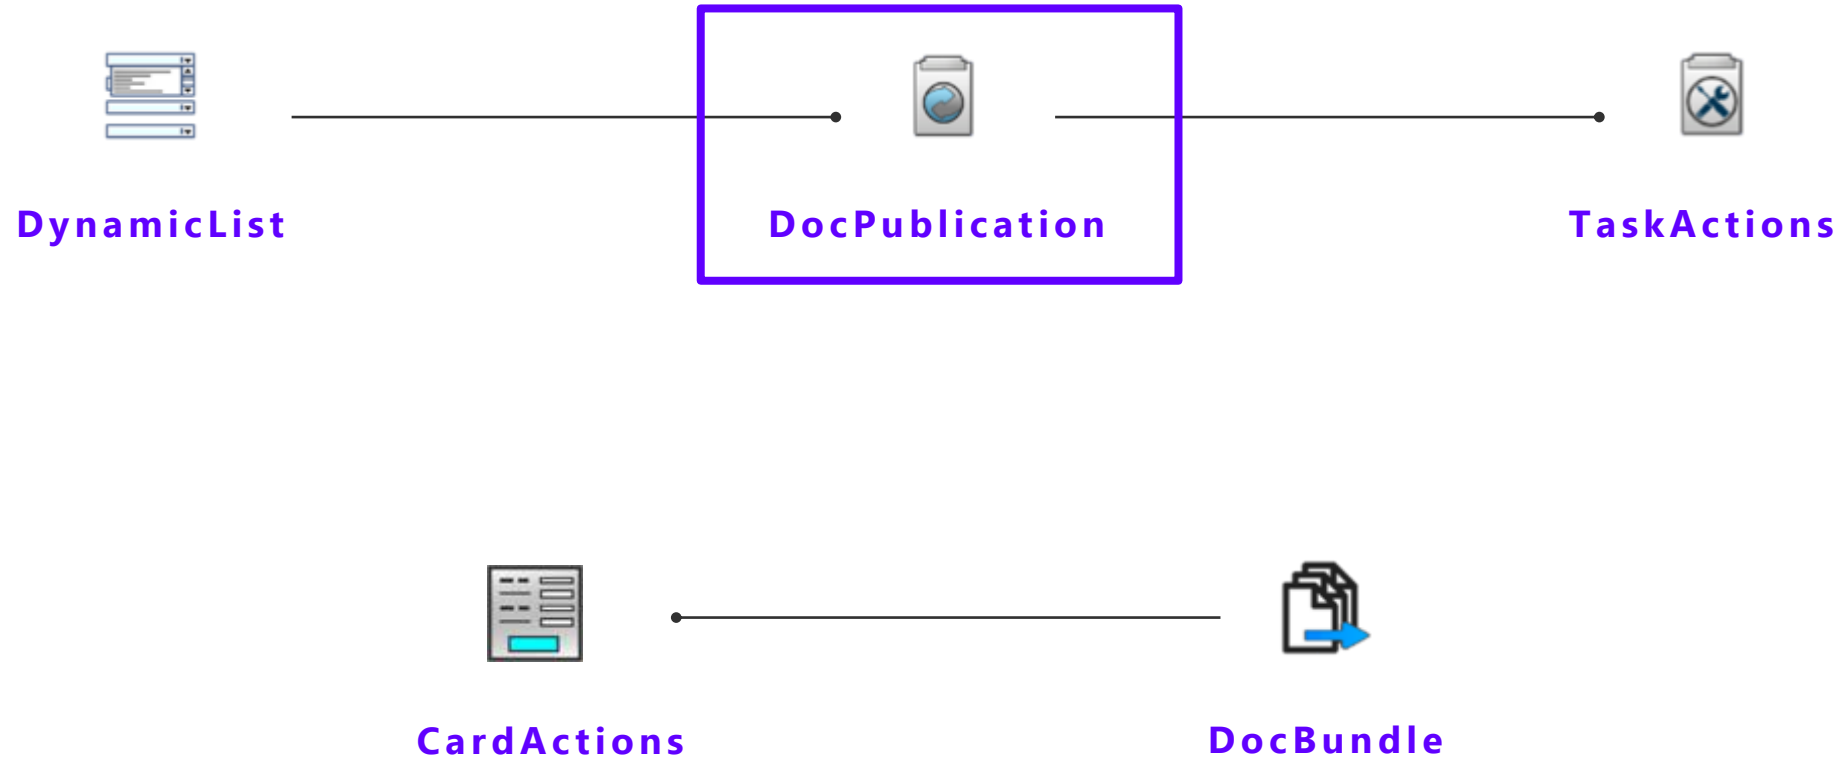 DynamicList
DocPublication
TaskActions
CardActions
DocBundle